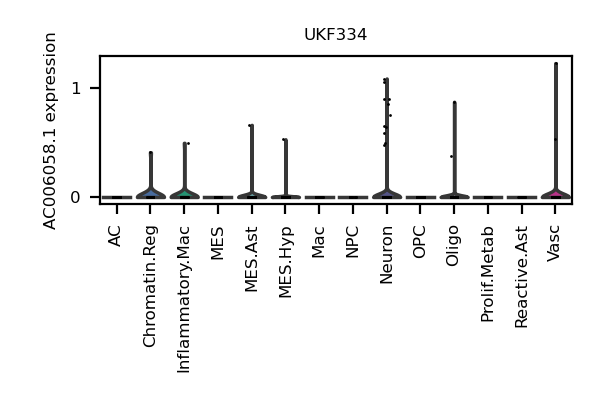 UKF334
AC006058.1 expression
1
0
AC
Chromatin.Reg
Inflammatory.Mac
MES
MES.Ast
MES.Hyp
Mac
NPC
Neuron
OPC
Oligo
Prolif.Metab
Reactive.Ast
Vasc